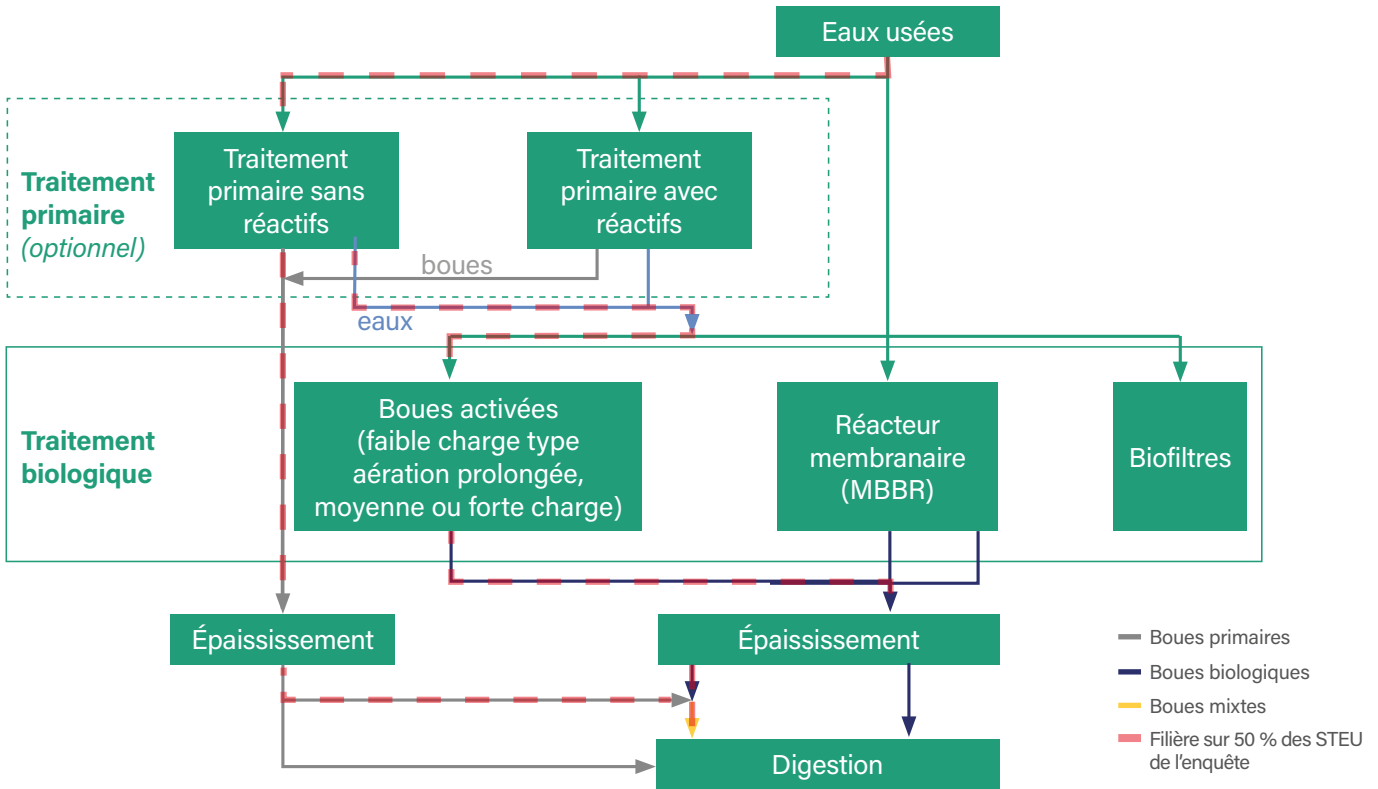 Eaux usées
Traitement
primaire
(optionnel)
Traitement
primaire sans
réactifs
Traitement
primaire avec
réactifs
boues
eaux
Traitement
biologique
Boues activées
(faible charge type
aération prolongée,
moyenne ou forte charge)
Réacteur
membranaire
(MBBR)
Biofiltres
Épaississement
Épaississement
Digestion
Boues primaires
Boues biologiques
Boues mixtes
Filière sur 50 % des STEU
de l'enquête